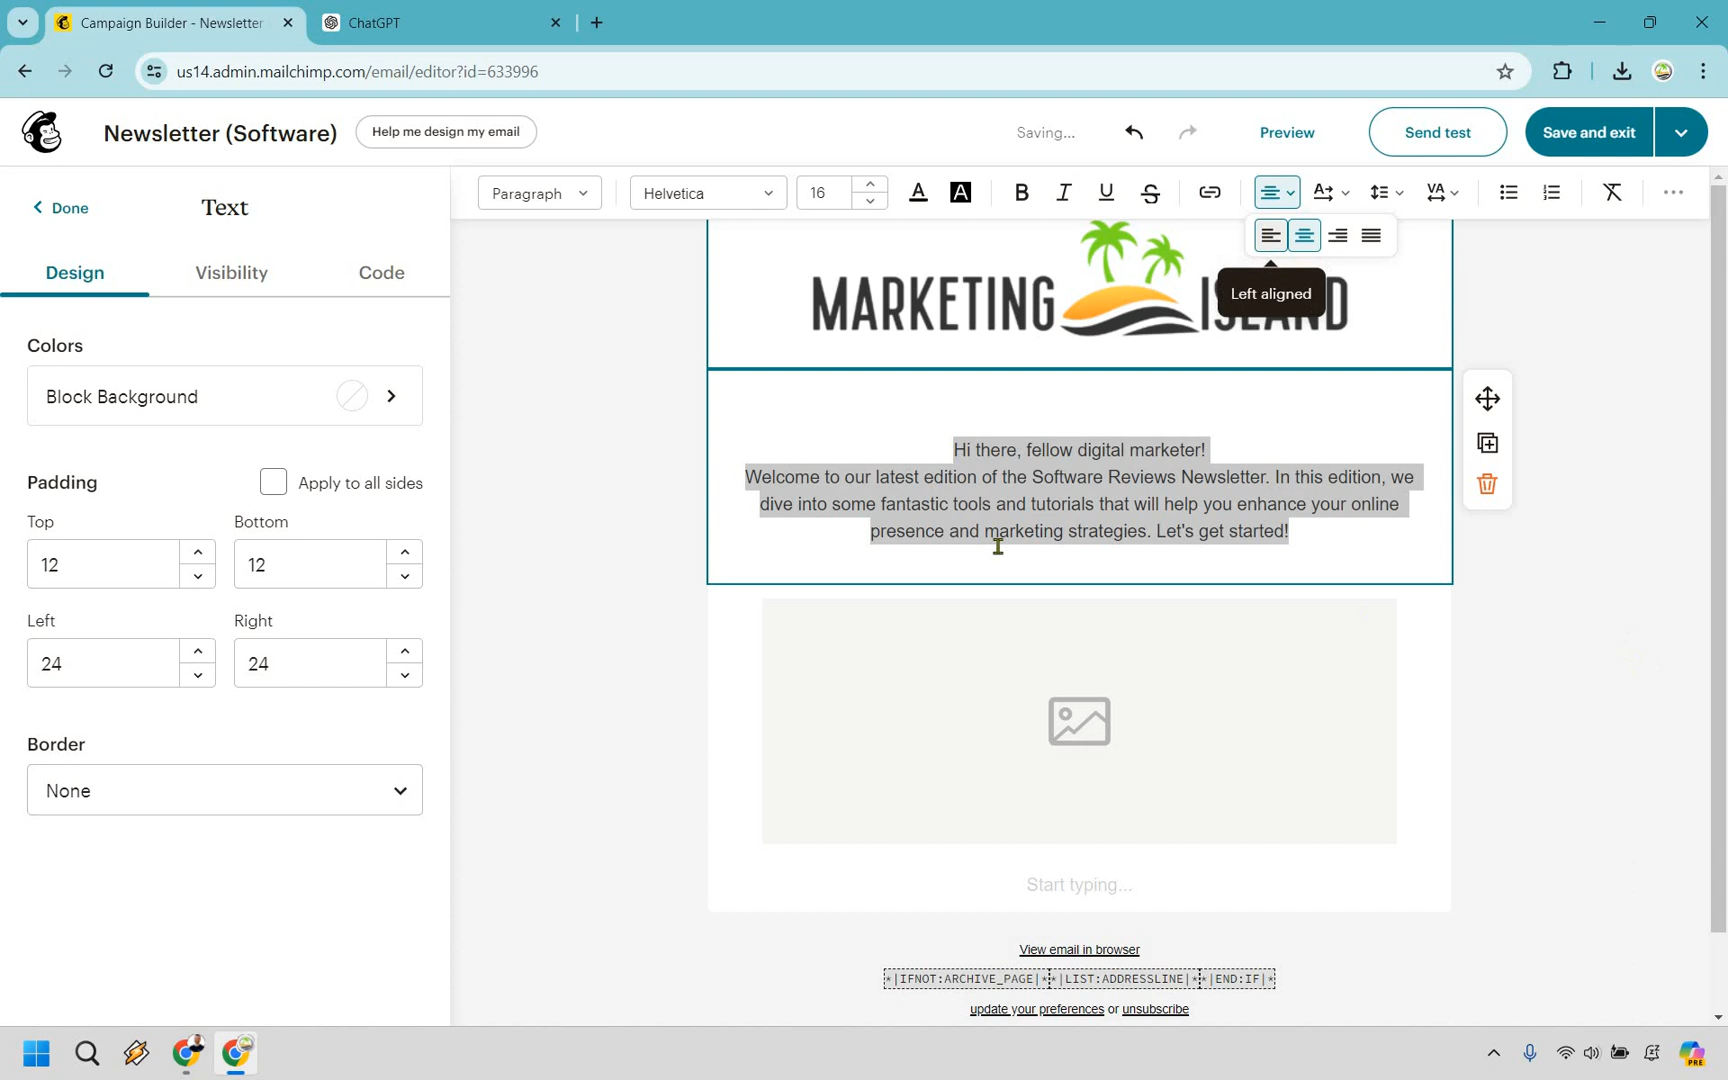 Campaign Builder - Newsletter
ChatGPT
us14.admin.mailchimp.com/email/editor?id=633996
Newsletter (Software)
Help me design my email
Saving...
Preview
Send test
Save and exit
Done
Text
Paragraph
Helvetica
16
Design
Visibility
Code
Left aligned
MARKETING ISLAND
Colors
Block Background
Padding
Apply to all sides
Top
Bottom
12
12
Left
Right
24
24
Border
None
Hi there, fellow digital marketer!
Welcome to our latest edition of the Software Reviews Newsletter. In this edition, we
dive into some fantastic tools and tutorials that will help you enhance your online
presence and marketing strategies. Let's get started!
Start typing...
View email in browser
*|IFNOT:ARCHIVE_PAGE|**|LIST:ADDRESSLINE|**|END:IF|*
update your preferences or unsubscribe
PRE